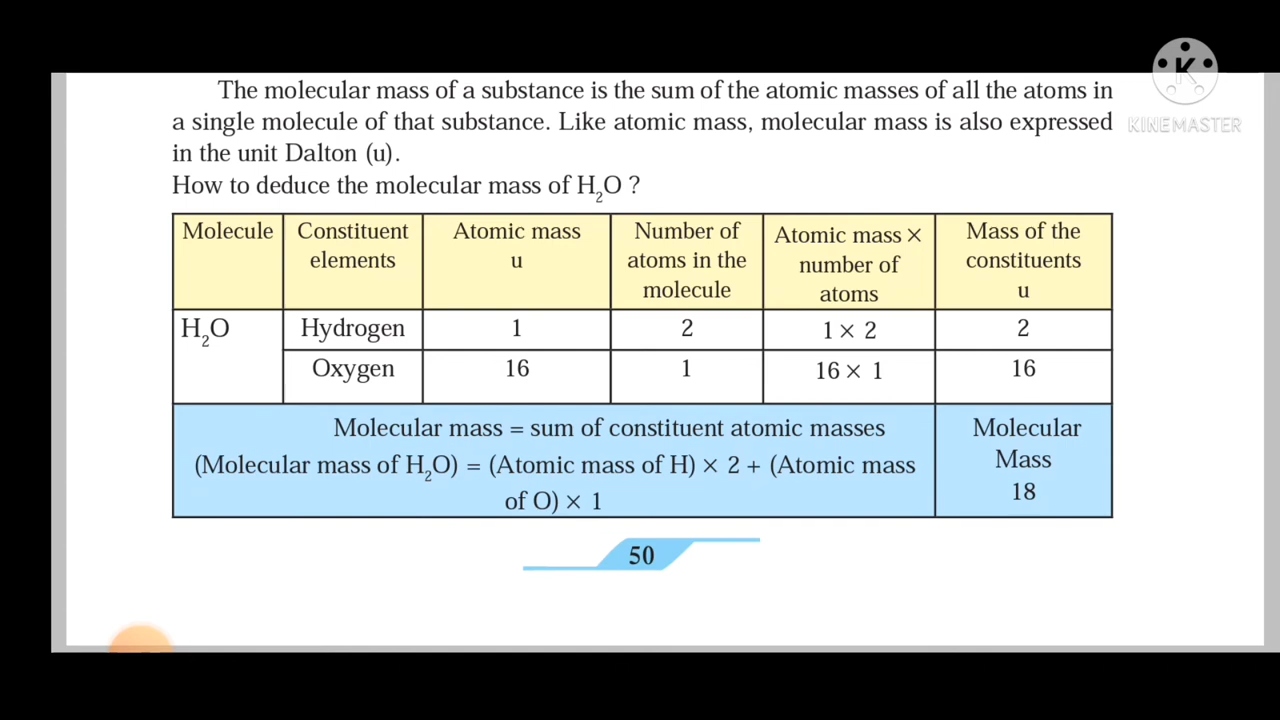 The molecular mass of a substance is the sum of the atomic masses of all the atoms in
a single molecule of that substance. Like atomic mass, molecular mass is also expressed
in the unit Dalton (u).
How to deduce the molecular mass of H₂O ?
Molecule Constituent elements Atomic mass u Number of atoms in the molecule Atomic mass × number of atoms Mass of the constituents u
H₂O Hydrogen 1 2 1 × 2 2
Oxygen 16 1 16 × 1 16
Molecular mass = sum of constituent atomic masses
(Molecular mass of H₂O) = (Atomic mass of H) × 2 + (Atomic mass
of O) × 1
Molecular
Mass
18
50
K
KINEMASTER